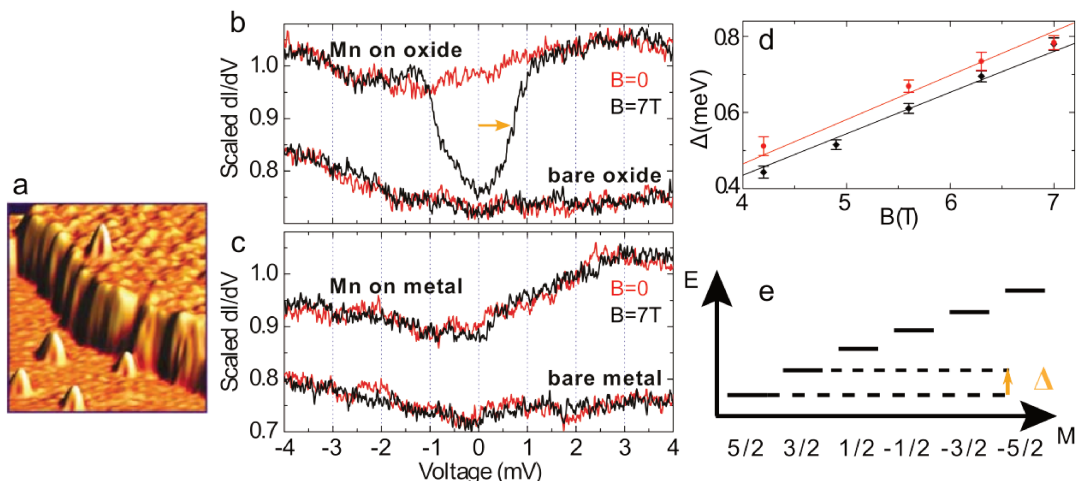 a
b
Scaled dI/dV
1.0
0.9
0.8
Mn on oxide
B=0
B=7T
bare oxide
c
Scaled dI/dV
1.0
0.9
0.8
0.7
Mn on metal
B=0
B=7T
bare metal
-4 -3 -2 -1 0 1 2 3 4
Voltage (mV)
d
Δ(meV)
0.8
0.6
0.4
4 5 6 7
B(T)
e
E
Δ
M
5/2 3/2 1/2 -1/2 -3/2 -5/2